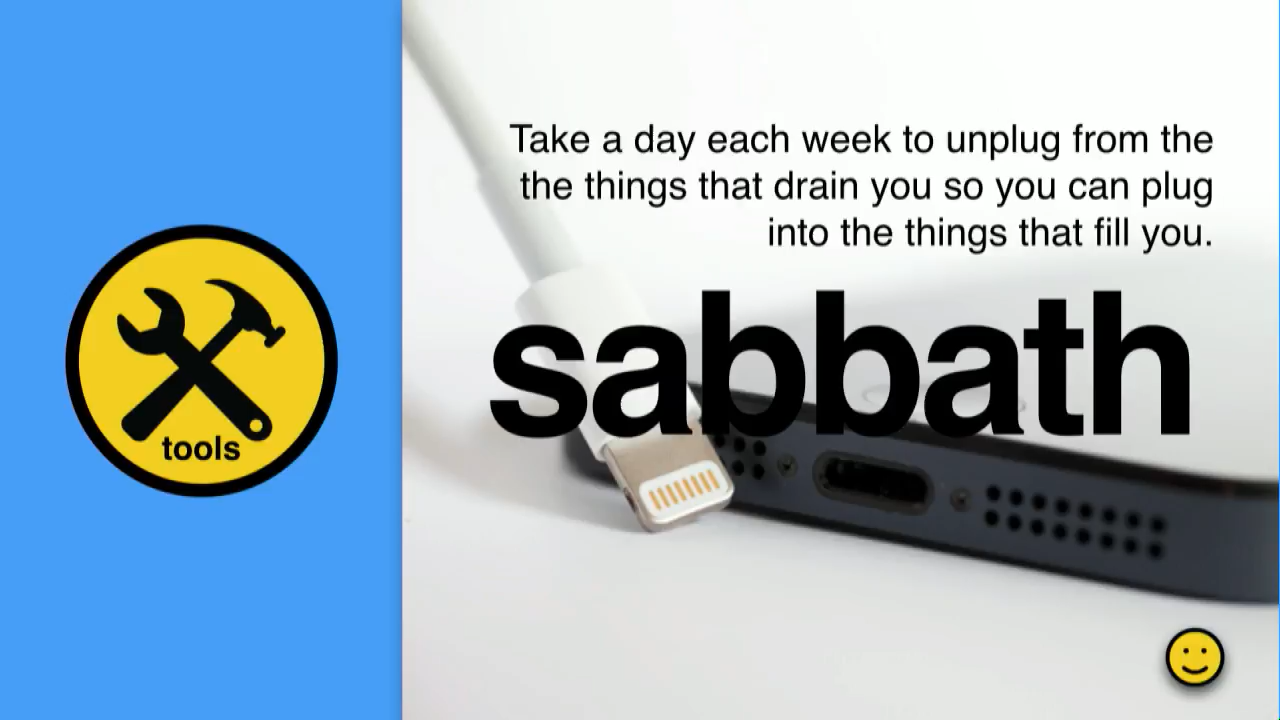 Take a day each week to unplug from the
the things that drain you so you can plug
into the things that fill you.
sabbath
tools